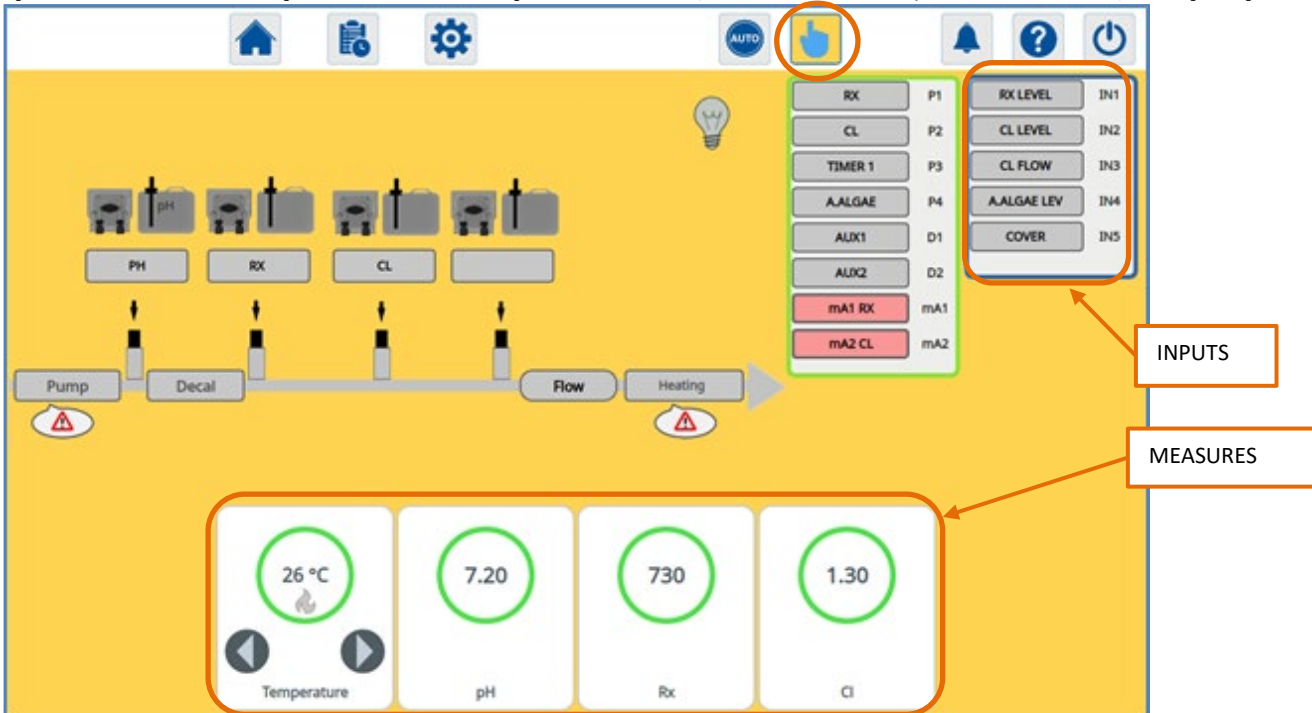 AUTO
?
RX P1 RX LEVEL IN1
CL P2 CL LEVEL IN2
TIMER 1 P3 CL FLOW IN3
A.ALGAE P4 A.ALGAE LEV IN4
AUX1 D1 COVER IN5
AUX2 D2
mA1 RX mA1
mA2 CL mA2
pH
PH RX CL
INPUTS
Pump Decal Flow Heating
MEASURES
26 °C 7.20 730 1.30
Temperature pH Rx Cl